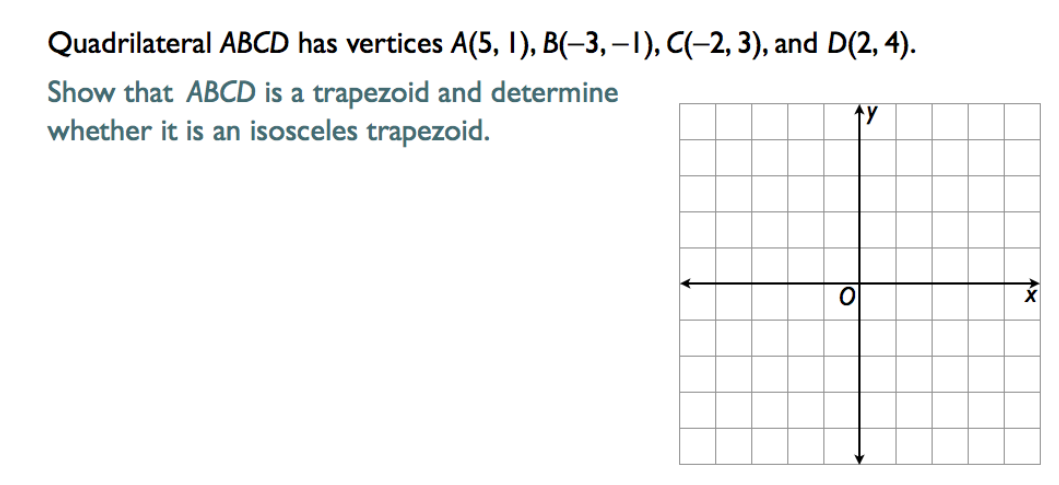 Quadrilateral ABCD has vertices A(5, 1), B(−3, −1), C(−2, 3), and D(2, 4).
Show that ABCD is a trapezoid and determine
whether it is an isosceles trapezoid.
y
O
x